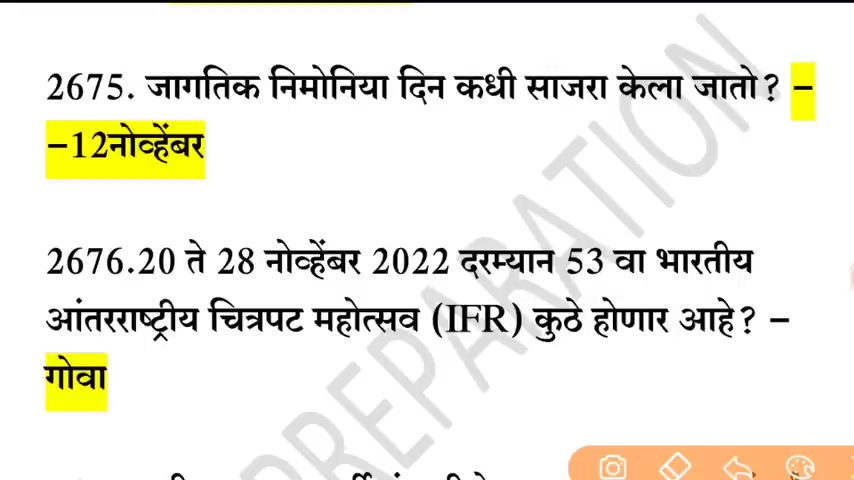 2675. जागतिक निमोनिया दिन कधी साजरा केला जातो? –
–12नोव्हेंबर
2676.20 ते 28 नोव्हेंबर 2022 दरम्यान 53 वा भारतीय
आंतरराष्ट्रीय चित्रपट महोत्सव (IFR) कुठे होणार आहे? –
गोवा
PREPARATION